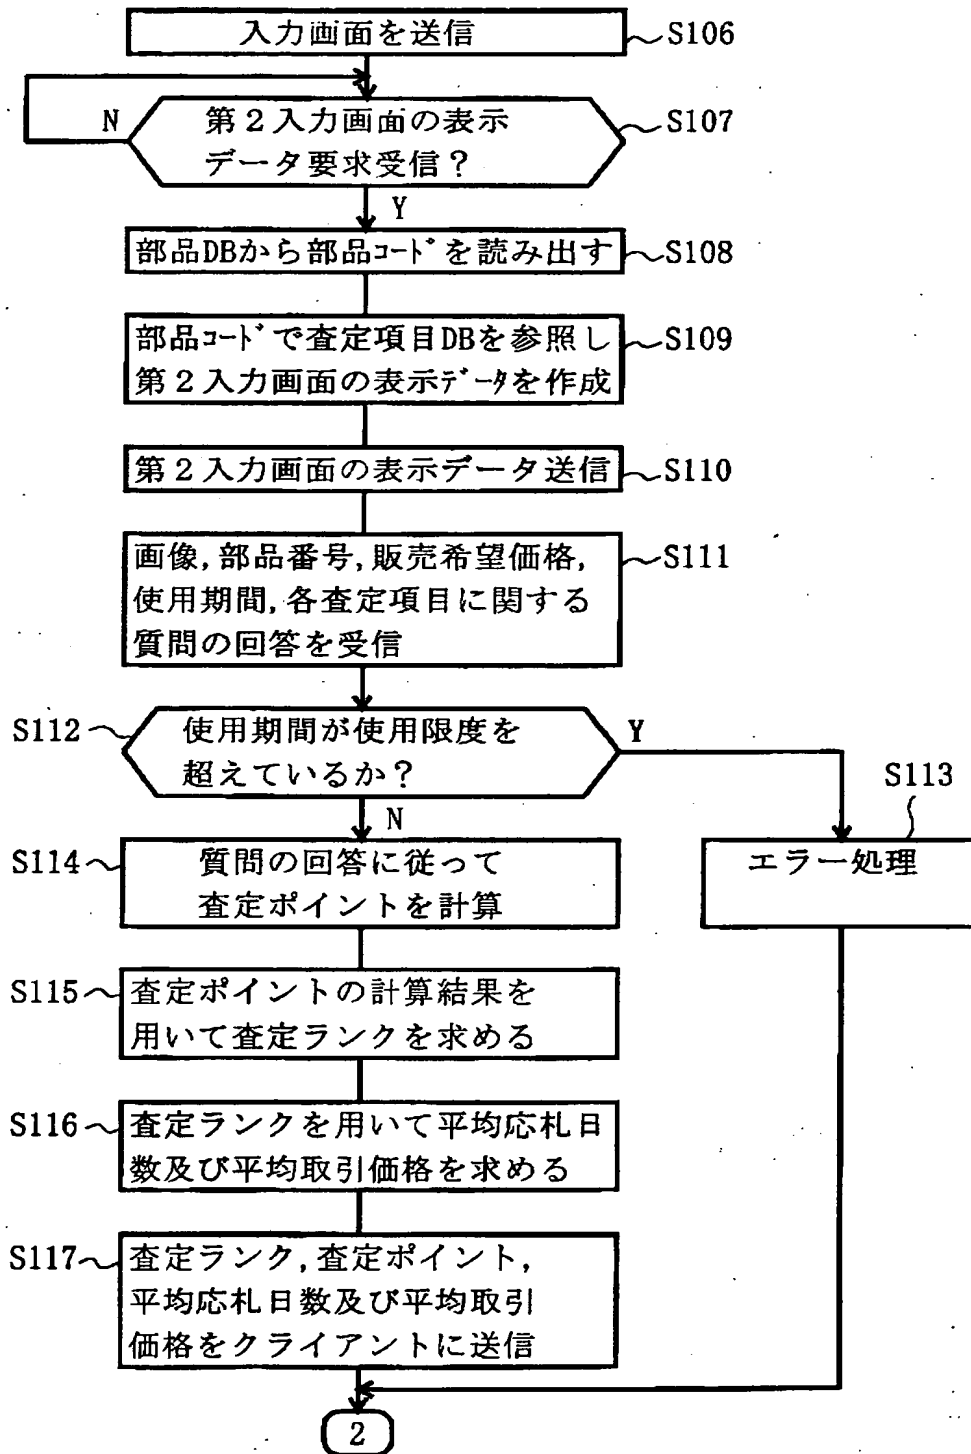 入力画面を送信
S106
第2入力画面の表示
データ要求受信?
S107
N
Y
部品DBから部品コードを読み出す
S108
部品コードで査定項目DBを参照し
第2入力画面の表示データを作成
S109
第2入力画面の表示データ送信
S110
画像,部品番号,販売希望価格,
使用期間,各査定項目に関する
質問の回答を受信
S111
S112
使用期間が使用限度を
超えているか?
Y
N
S113
エラー処理
S114
質問の回答に従って
査定ポイントを計算
S115
査定ポイントの計算結果を
用いて査定ランクを求める
S116
査定ランクを用いて平均応札日
数及び平均取引価格を求める
S117
査定ランク,査定ポイント,
平均応札日数及び平均取引
価格をクライアントに送信
2